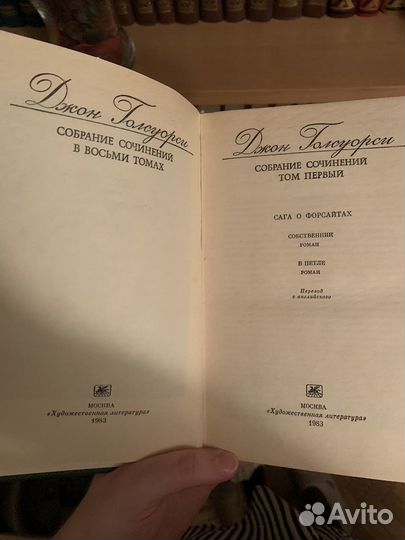 Джон Голсуорси
СОБРАНИЕ СОЧИНЕНИЙ
В ВОСЬМИ ТОМАХ
МОСКВА
«Художественная литература»
1983
Джон Голсуорси
СОБРАНИЕ СОЧИНЕНИЙ
ТОМ ПЕРВЫЙ
САГА О ФОРСАЙТАХ
СОБСТВЕННИК
РОМАН
В ПЕТЛЕ
РОМАН
Перевод
с английского
МОСКВА
«Художественная литература»
1983
Avito